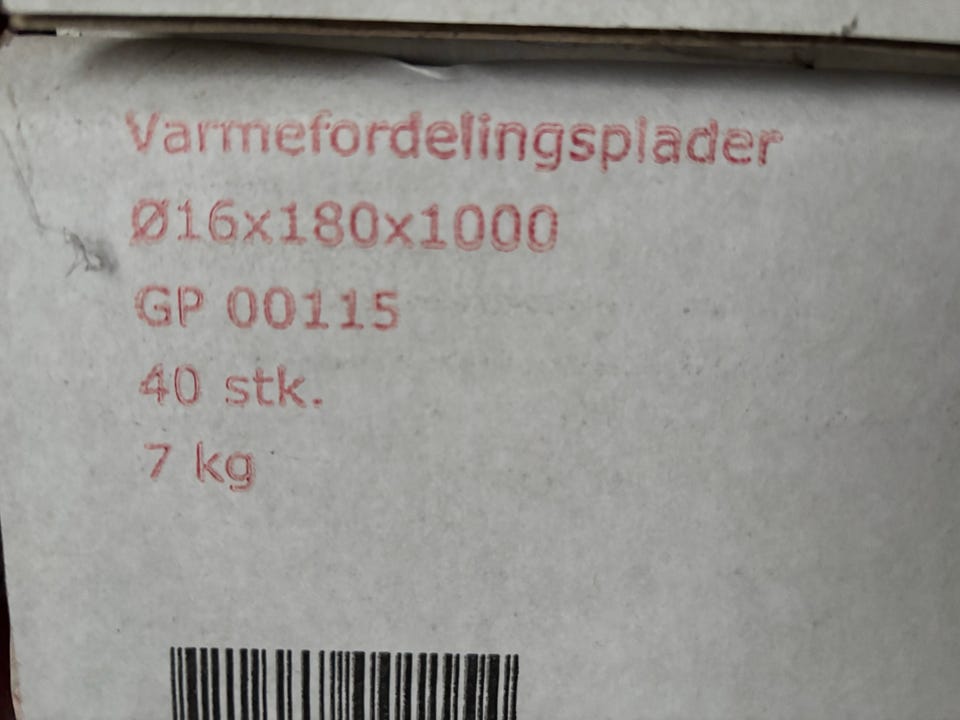 Varmefordelingsplader
Ø16x180x1000
GP 00115
40 stk.
7 kg